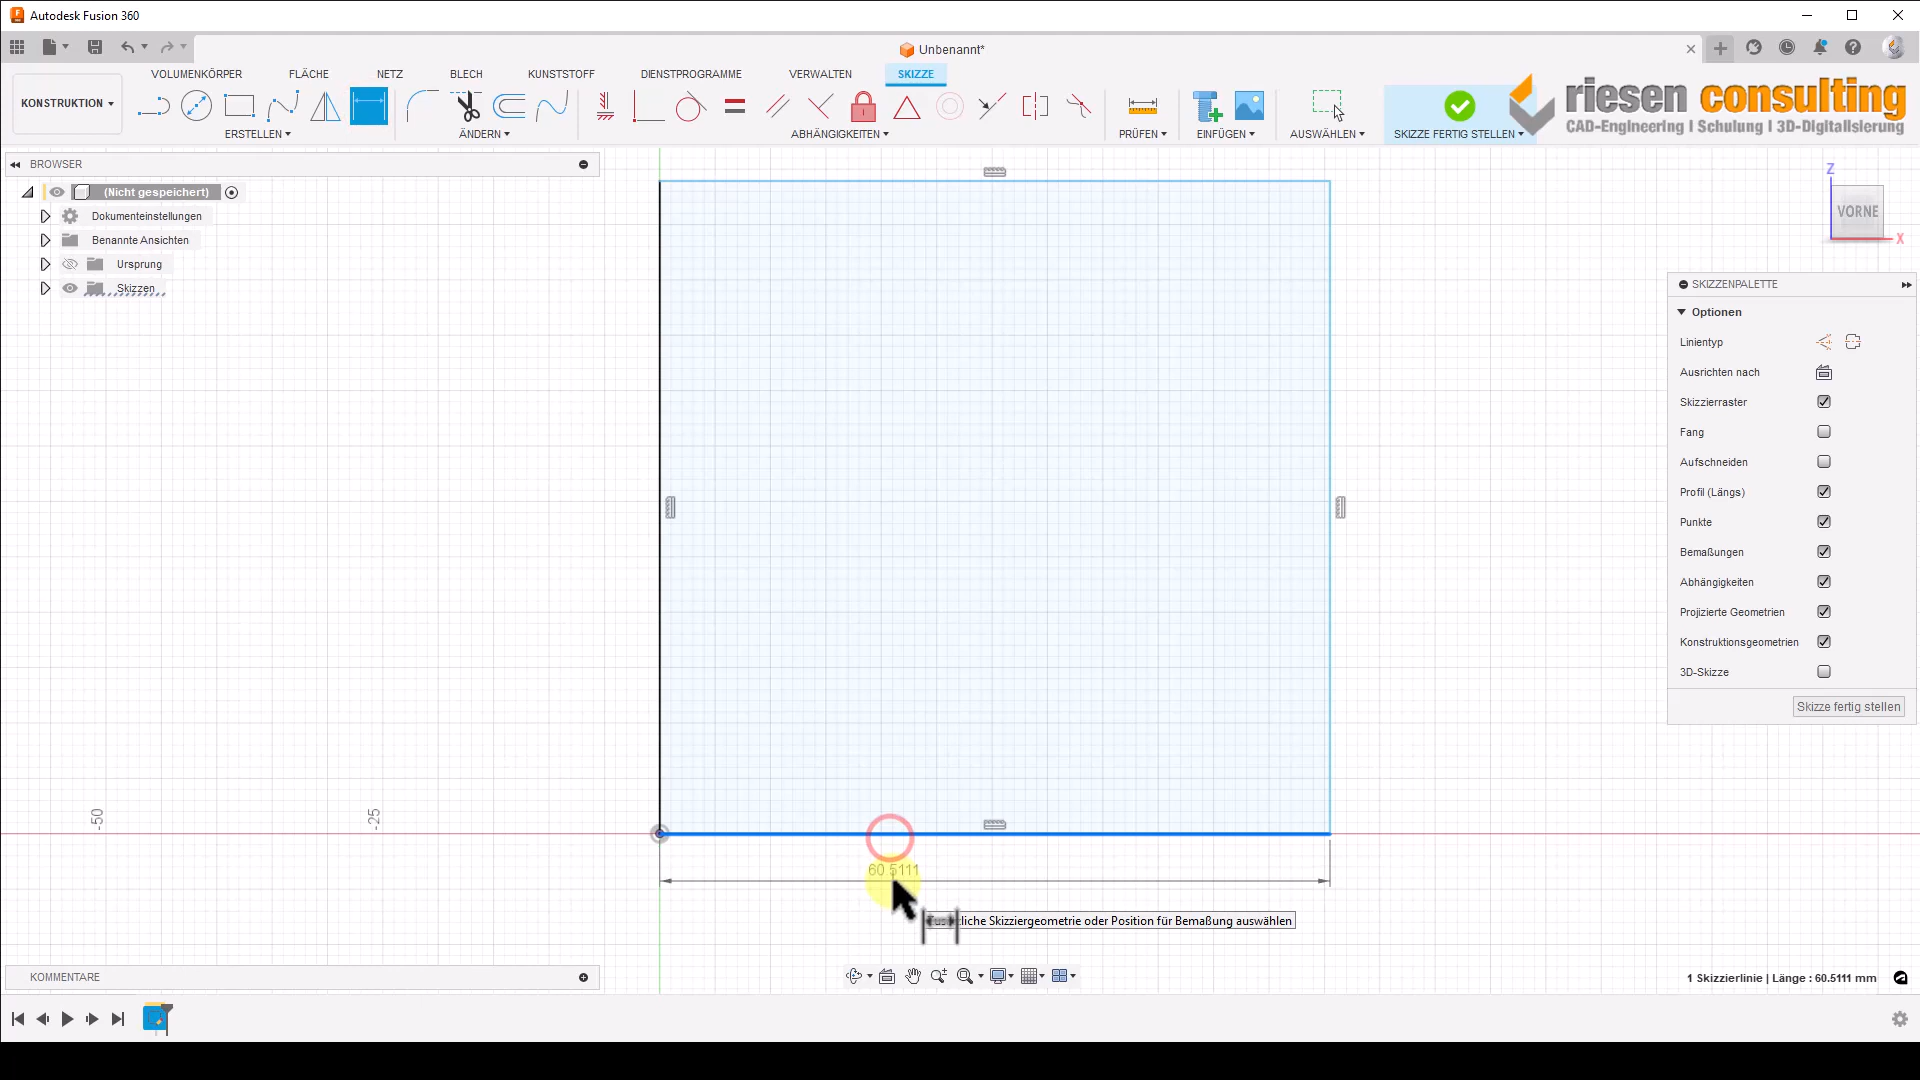 Autodesk Fusion 360
Unbenannt*
KONSTRUKTION
VOLUMENKÖRPER FLÄCHE NETZ BLECH KUNSTSTOFF DIENSTPROGRAMME VERWALTEN SKIZZE
ERSTELLEN ÄNDERN ABHÄNGIGKEITEN PRÜFEN EINFÜGEN AUSWÄHLEN SKIZZE FERTIG STELLEN
riesen consulting
CAD-Engineering I Schulung I 3D-Digitalisierung
BROWSER
(Nicht gespeichert)
Dokumenteinstellungen
Benannte Ansichten
Ursprung
Skizzen
Z
VORNE
X
SKIZZENPALETTE
Optionen
Linientyp
Ausrichten nach
Skizzierraster
Fang
Aufschneiden
Profil (Längs)
Punkte
Bemaßungen
Abhängigkeiten
Projizierte Geometrien
Konstruktionsgeometrien
3D-Skizze
Skizze fertig stellen
-50
-25
60.5111
liche Skizziergeometrie oder Position für Bemaßung auswählen
KOMMENTARE
1 Skizzierlinie | Länge : 60.5111 mm